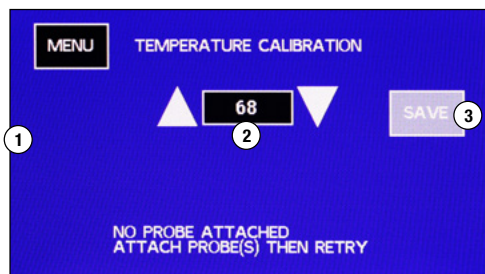 MENU
TEMPERATURE CALIBRATION
68
SAVE
1
2
3
NO PROBE ATTACHED
ATTACH PROBE(S) THEN RETRY